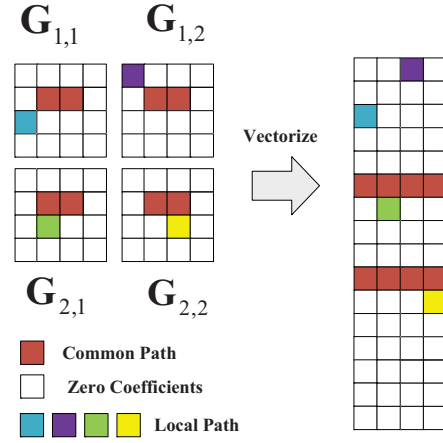 G1,1 G1,2
Vectorize
G2,1 G2,2
Common Path
Zero Coefficients
Local Path